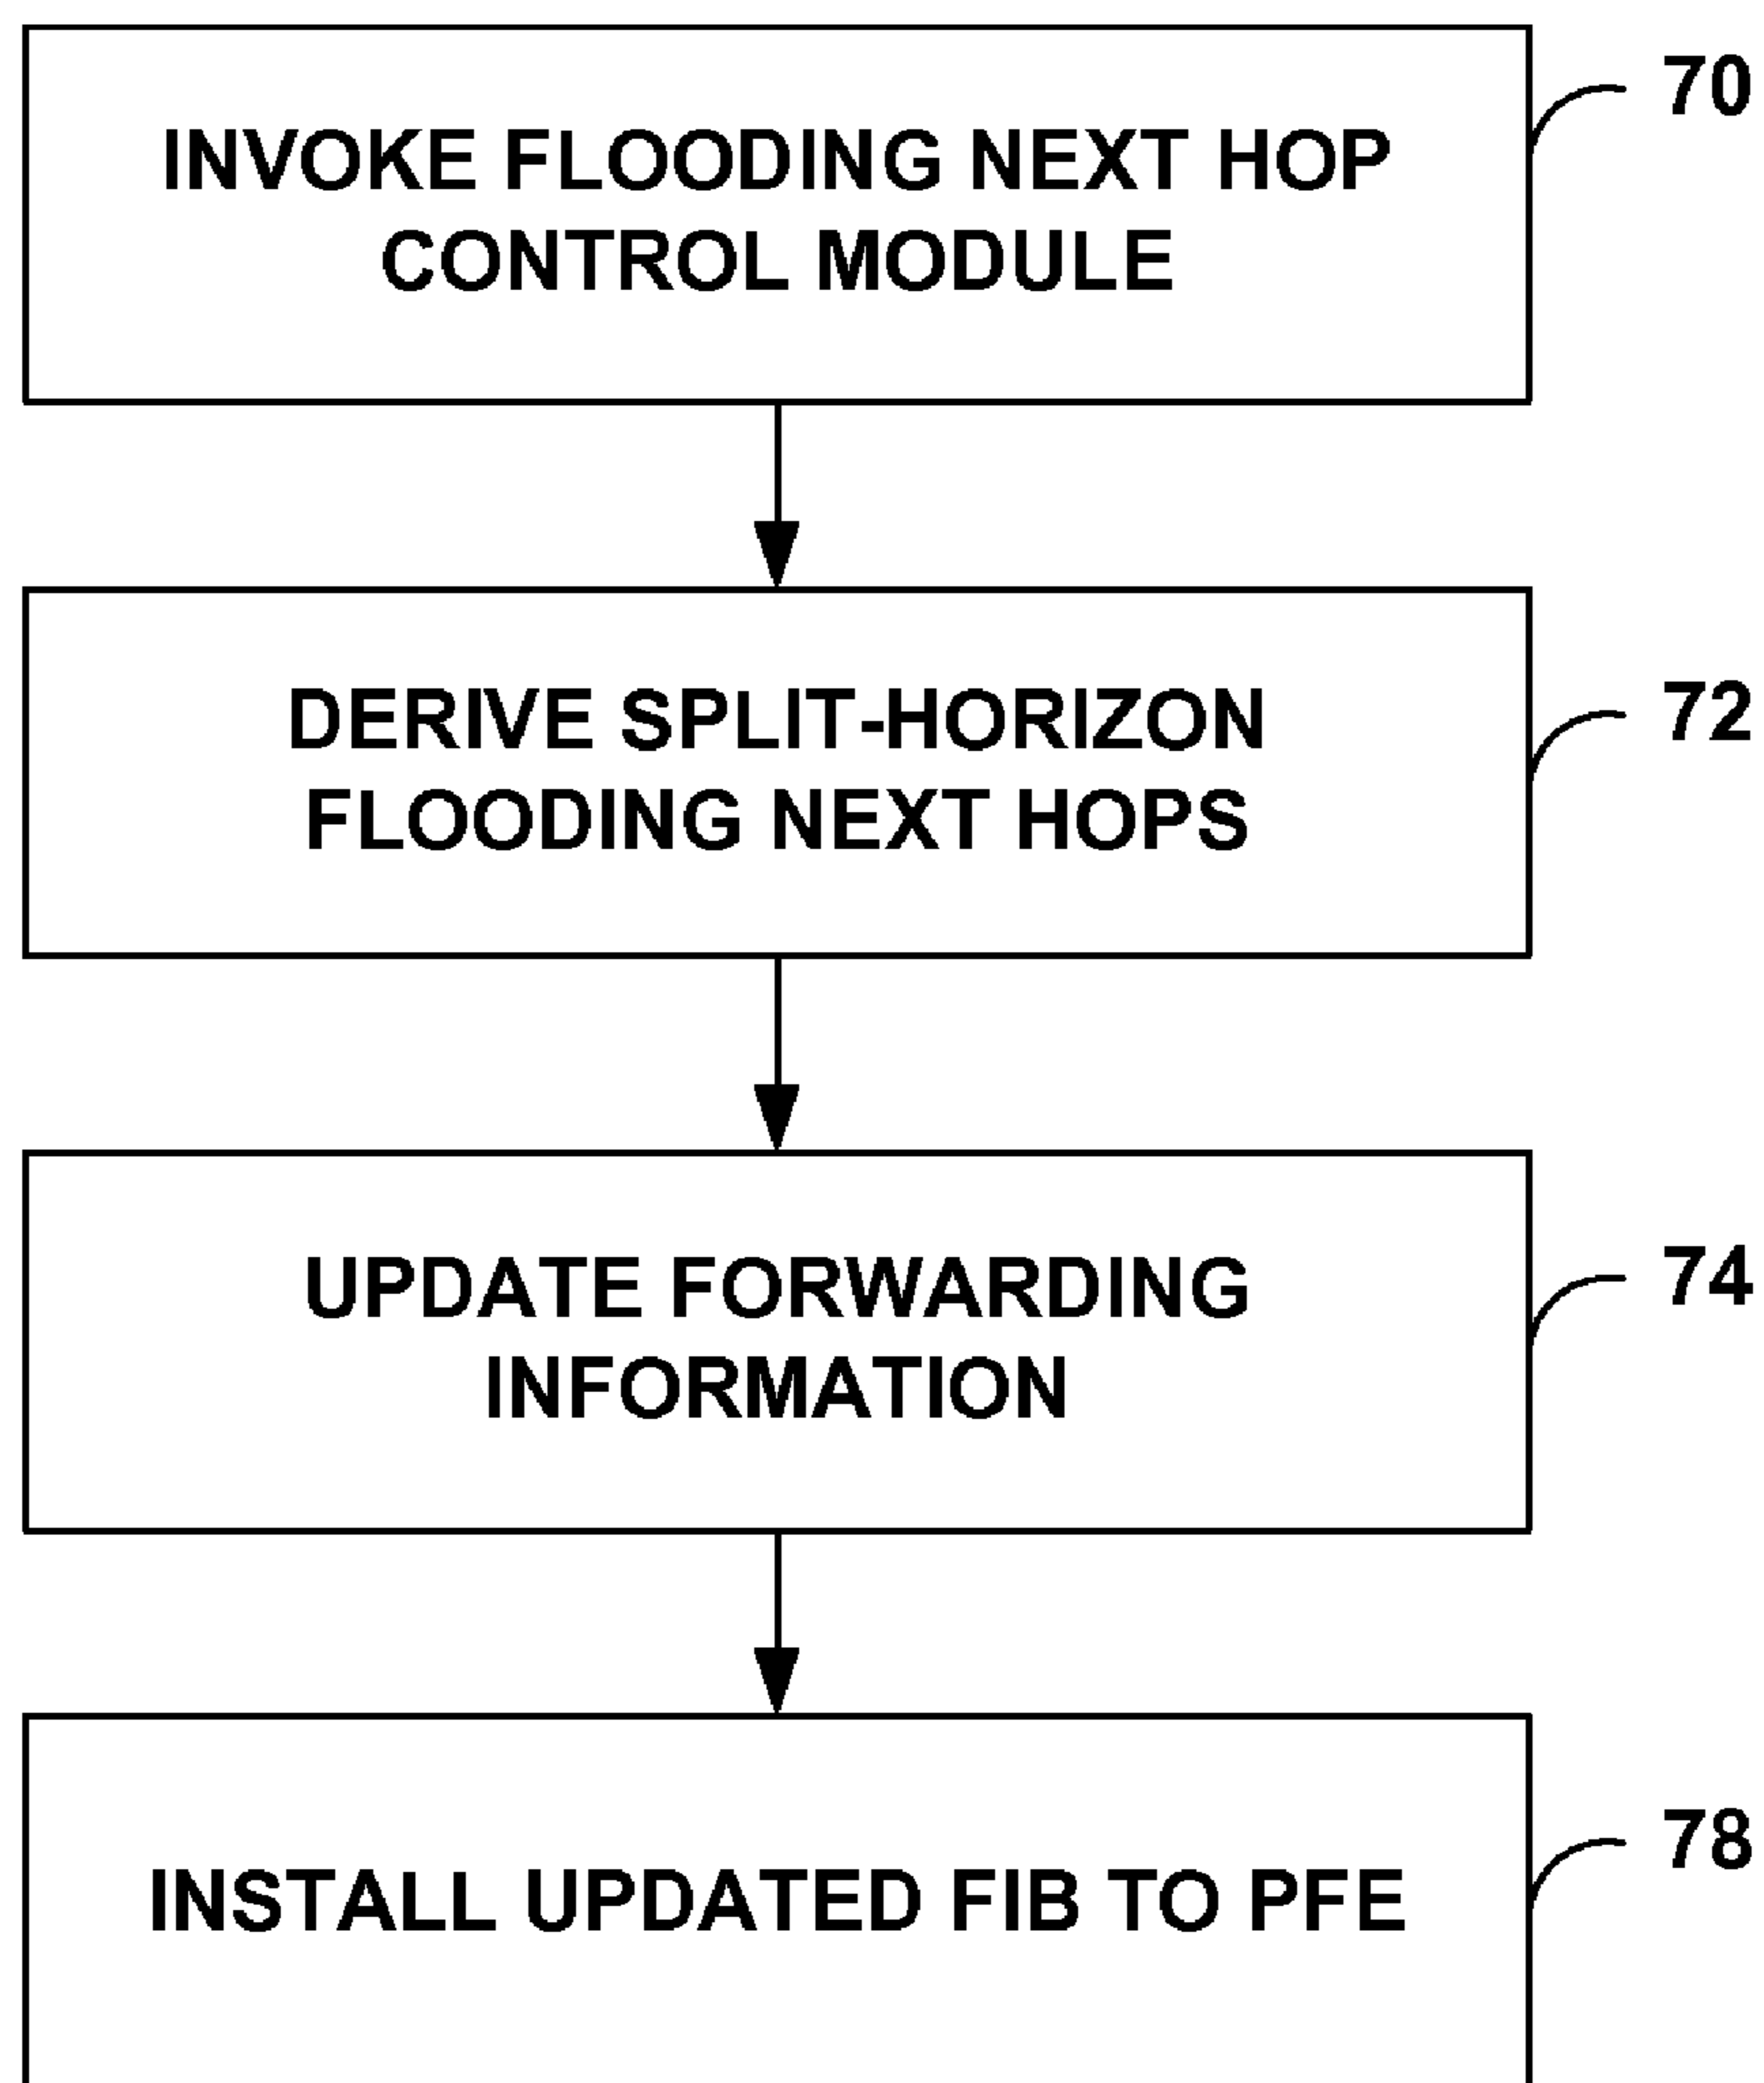 INVOKE FLOODING NEXT HOP
CONTROL MODULE
70
DERIVE SPLIT-HORIZON
FLOODING NEXT HOPS
72
UPDATE FORWARDING
INFORMATION
74
INSTALL UPDATED FIB TO PFE
78